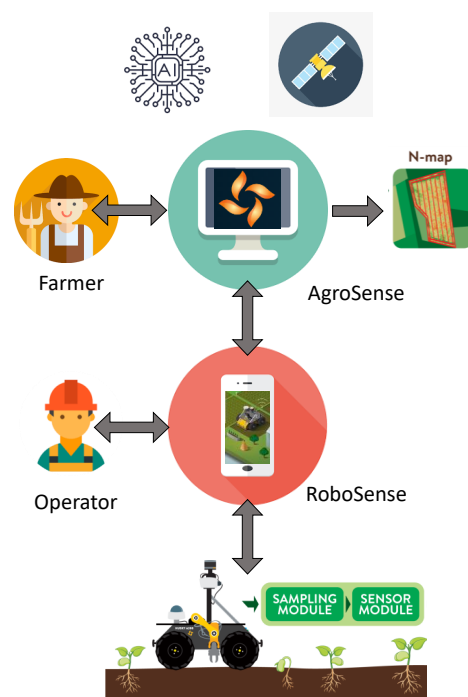 AI
N-map
Farmer
AgroSense
Operator
RoboSense
SAMPLING
MODULE
SENSOR
MODULE